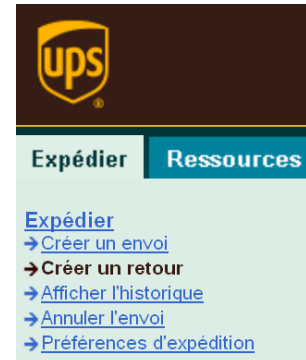 ups
Expédier Ressources
Expédier
Créer un envoi
Créer un retour
Afficher l'historique
Annuler l'envoi
Préférences d'expédition